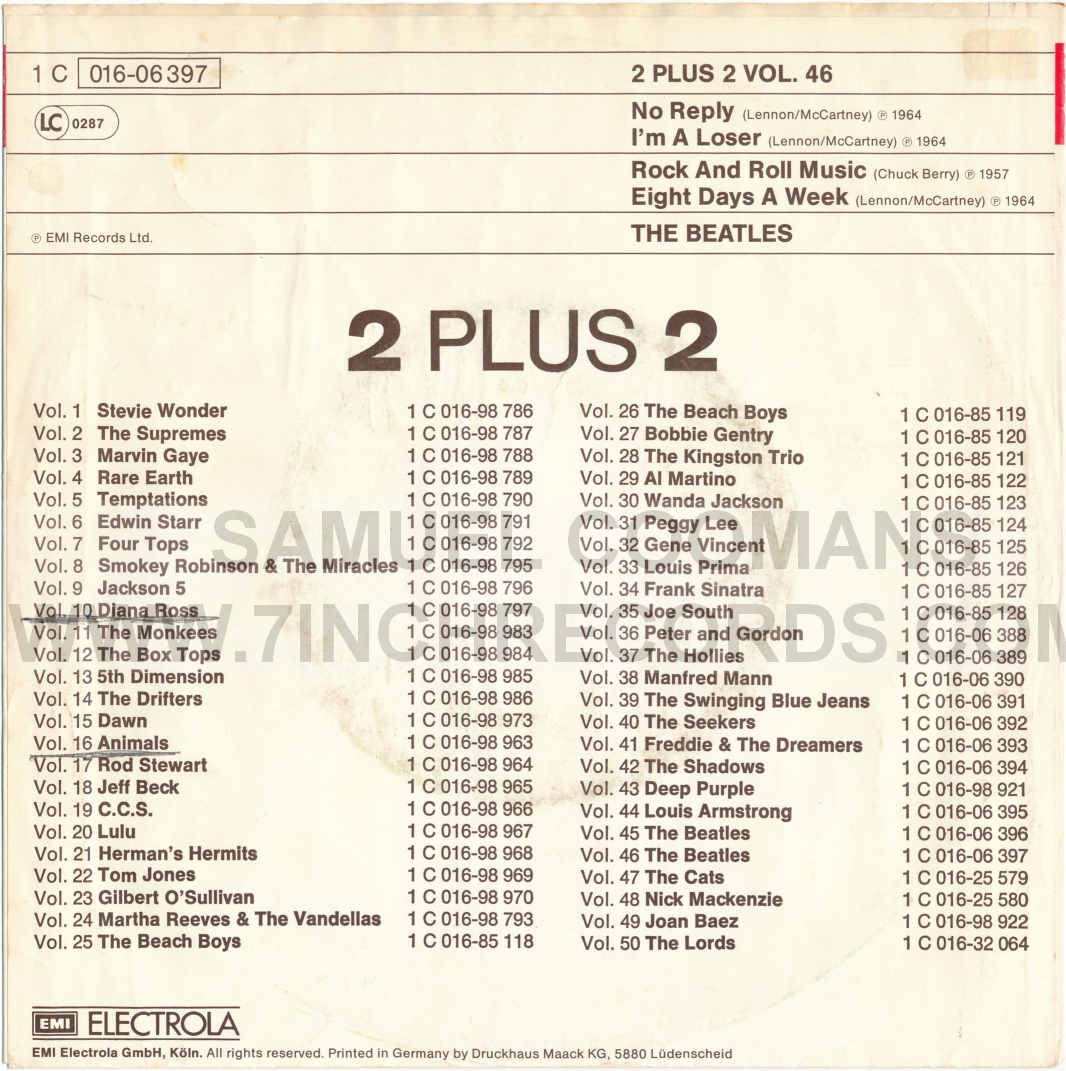 1 C 016-06 397
2 PLUS 2 VOL. 46
LC 0287
No Reply (Lennon/McCartney) ℗ 1964
I'm A Loser (Lennon/McCartney) ℗ 1964
Rock And Roll Music (Chuck Berry) ℗ 1957
Eight Days A Week (Lennon/McCartney) ℗ 1964
℗ EMI Records Ltd.
THE BEATLES
2 PLUS 2
Vol. 1 Stevie Wonder 1 C 016-98 786
Vol. 2 The Supremes 1 C 016-98 787
Vol. 3 Marvin Gaye 1 C 016-98 788
Vol. 4 Rare Earth 1 C 016-98 789
Vol. 5 Temptations 1 C 016-98 790
Vol. 6 Edwin Starr 1 C 016-98 791
Vol. 7 Four Tops 1 C 016-98 792
Vol. 8 Smokey Robinson & The Miracles 1 C 016-98 795
Vol. 9 Jackson 5 1 C 016-98 796
Vol. 10 Diana Ross 1 C 016-98 797
Vol. 11 The Monkees 1 C 016-98 983
Vol. 12 The Box Tops 1 C 016-98 984
Vol. 13 5th Dimension 1 C 016-98 985
Vol. 14 The Drifters 1 C 016-98 986
Vol. 15 Dawn 1 C 016-98 973
Vol. 16 Animals 1 C 016-98 963
Vol. 17 Rod Stewart 1 C 016-98 964
Vol. 18 Jeff Beck 1 C 016-98 965
Vol. 19 C.C.S. 1 C 016-98 966
Vol. 20 Lulu 1 C 016-98 967
Vol. 21 Herman's Hermits 1 C 016-98 968
Vol. 22 Tom Jones 1 C 016-98 969
Vol. 23 Gilbert O'Sullivan 1 C 016-98 970
Vol. 24 Martha Reeves & The Vandellas 1 C 016-98 793
Vol. 25 The Beach Boys 1 C 016-85 118
Vol. 26 The Beach Boys 1 C 016-85 119
Vol. 27 Bobbie Gentry 1 C 016-85 120
Vol. 28 The Kingston Trio 1 C 016-85 121
Vol. 29 Al Martino 1 C 016-85 122
Vol. 30 Wanda Jackson 1 C 016-85 123
Vol. 31 Peggy Lee 1 C 016-85 124
Vol. 32 Gene Vincent 1 C 016-85 125
Vol. 33 Louis Prima 1 C 016-85 126
Vol. 34 Frank Sinatra 1 C 016-85 127
Vol. 35 Joe South 1 C 016-85 128
Vol. 36 Peter and Gordon 1 C 016-06 388
Vol. 37 The Hollies 1 C 016-06 389
Vol. 38 Manfred Mann 1 C 016-06 390
Vol. 39 The Swinging Blue Jeans 1 C 016-06 391
Vol. 40 The Seekers 1 C 016-06 392
Vol. 41 Freddie & The Dreamers 1 C 016-06 393
Vol. 42 The Shadows 1 C 016-06 394
Vol. 43 Deep Purple 1 C 016-98 921
Vol. 44 Louis Armstrong 1 C 016-06 395
Vol. 45 The Beatles 1 C 016-06 396
Vol. 46 The Beatles 1 C 016-06 397
Vol. 47 The Cats 1 C 016-25 579
Vol. 48 Nick Mackenzie 1 C 016-25 580
Vol. 49 Joan Baez 1 C 016-98 922
Vol. 50 The Lords 1 C 016-32 064
SAMUEL COOMANS
WWW.7INCHRECORDS.COM
EMI ELECTROLA
EMI Electrola GmbH, Köln. All rights reserved. Printed in Germany by Druckhaus Maack KG, 5880 Lüdenscheid